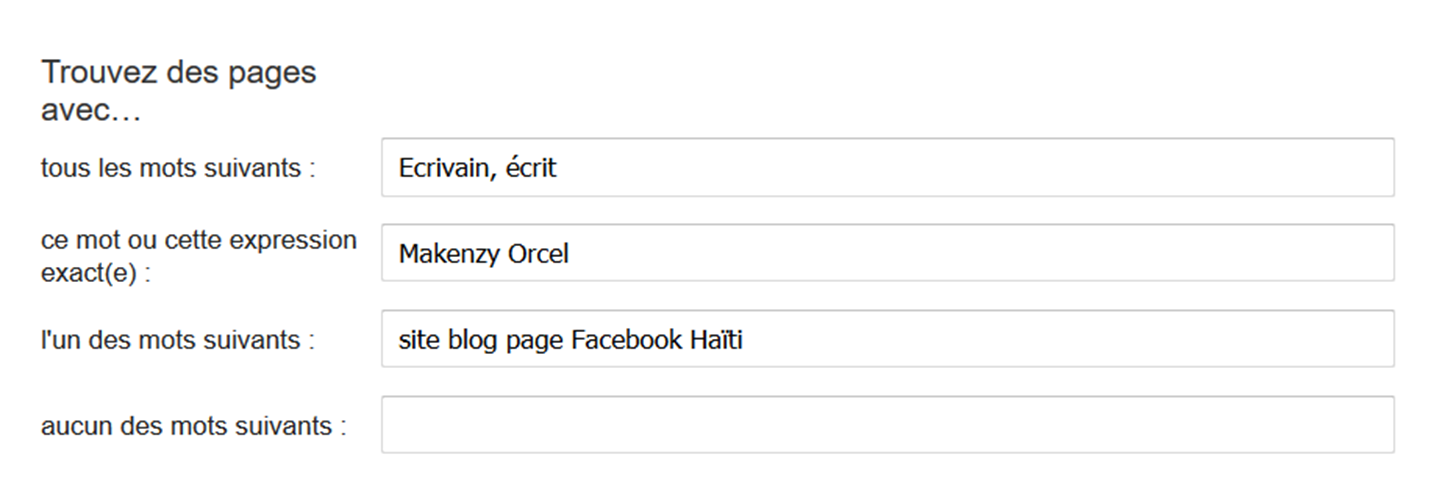 Trouvez des pages
avec…
tous les mots suivants :
Ecrivain, écrit
ce mot ou cette expression
exact(e) :
Makenzy Orcel
l'un des mots suivants :
site blog page Facebook Haïti
aucun des mots suivants :